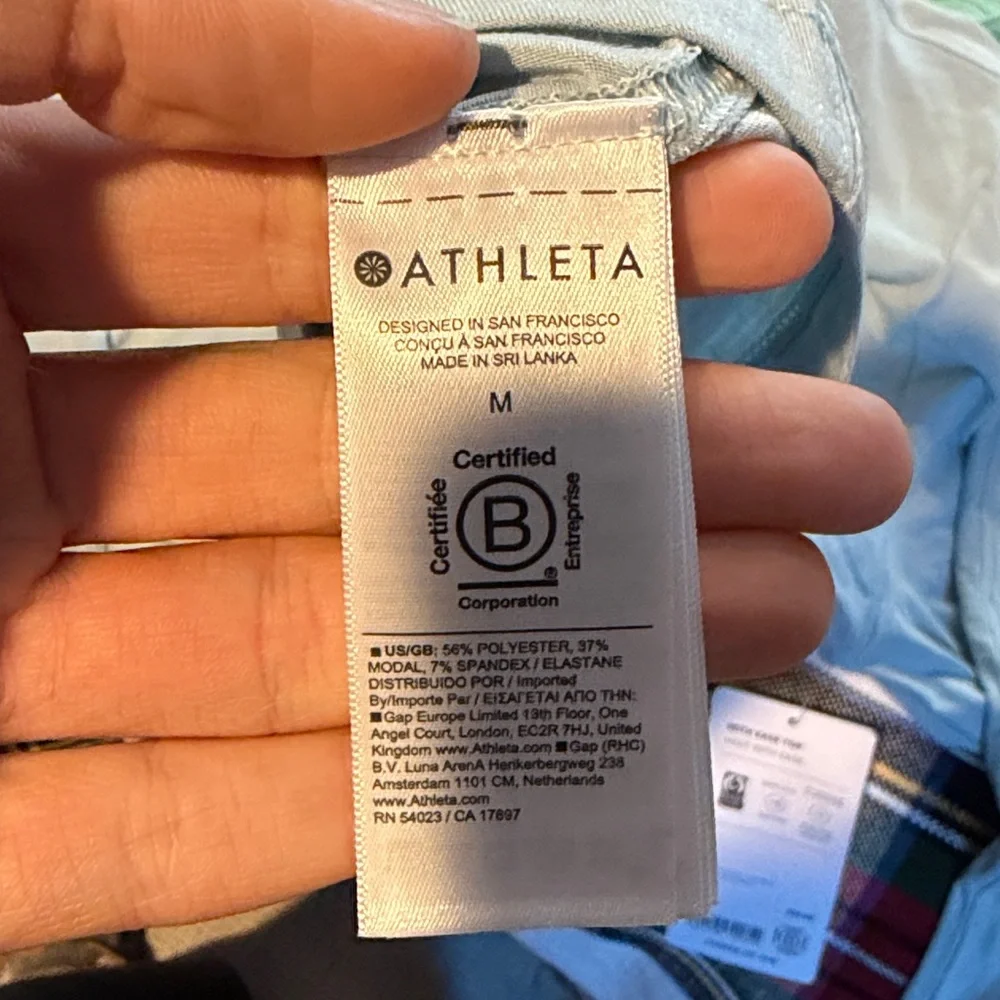 ATHLETA
DESIGNED IN SAN FRANCISCO
CONÇU À SAN FRANCISCO
MADE IN SRI LANKA
M
Certified
Certifiée
B
Entreprise
®
Corporation
■ US/GB: 56% POLYESTER, 37%
MODAL, 7% SPANDEX / ELASTANE
DISTRIBUIDO POR / Imported
By/Importe Par / ΕΙΣΑΓΕΤΑΙ ΑΠΟ ΤΗΝ:
■ Gap Europe Limited 13th Floor, One
Angel Court, London, EC2R 7HJ, United
Kingdom www.Athleta.com ■ Gap (RHC)
B.V. Luna ArenA Herikerbergweg 238
Amsterdam 1101 CM, Netherlands
www.Athleta.com
RN 54023 / CA 17897